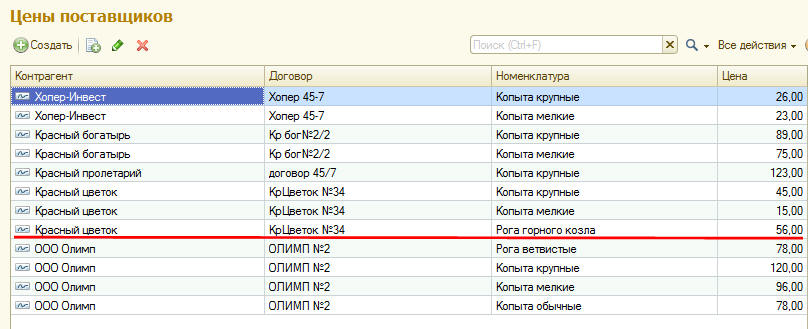 Цены поставщиков
Создать Поиск (Ctrl+F) Все действия
Контрагент Договор Номенклатура Цена
Хопер-Инвест Хопер 45-7 Копыта крупные 26,00
Хопер-Инвест Хопер 45-7 Копыта мелкие 23,00
Красный богатырь Кр бог№2/2 Копыта крупные 89,00
Красный богатырь Кр бог№2/2 Копыта мелкие 75,00
Красный пролетарий договор 45/7 Копыта крупные 123,00
Красный цветок КрЦветок №34 Копыта крупные 45,00
Красный цветок КрЦветок №34 Копыта мелкие 15,00
Красный цветок КрЦветок №34 Рога горного козла 56,00
ООО Олимп ОЛИМП №2 Рога ветвистые 78,00
ООО Олимп ОЛИМП №2 Копыта крупные 120,00
ООО Олимп ОЛИМП №2 Копыта мелкие 96,00
ООО Олимп ОЛИМП №2 Копыта обычные 78,00